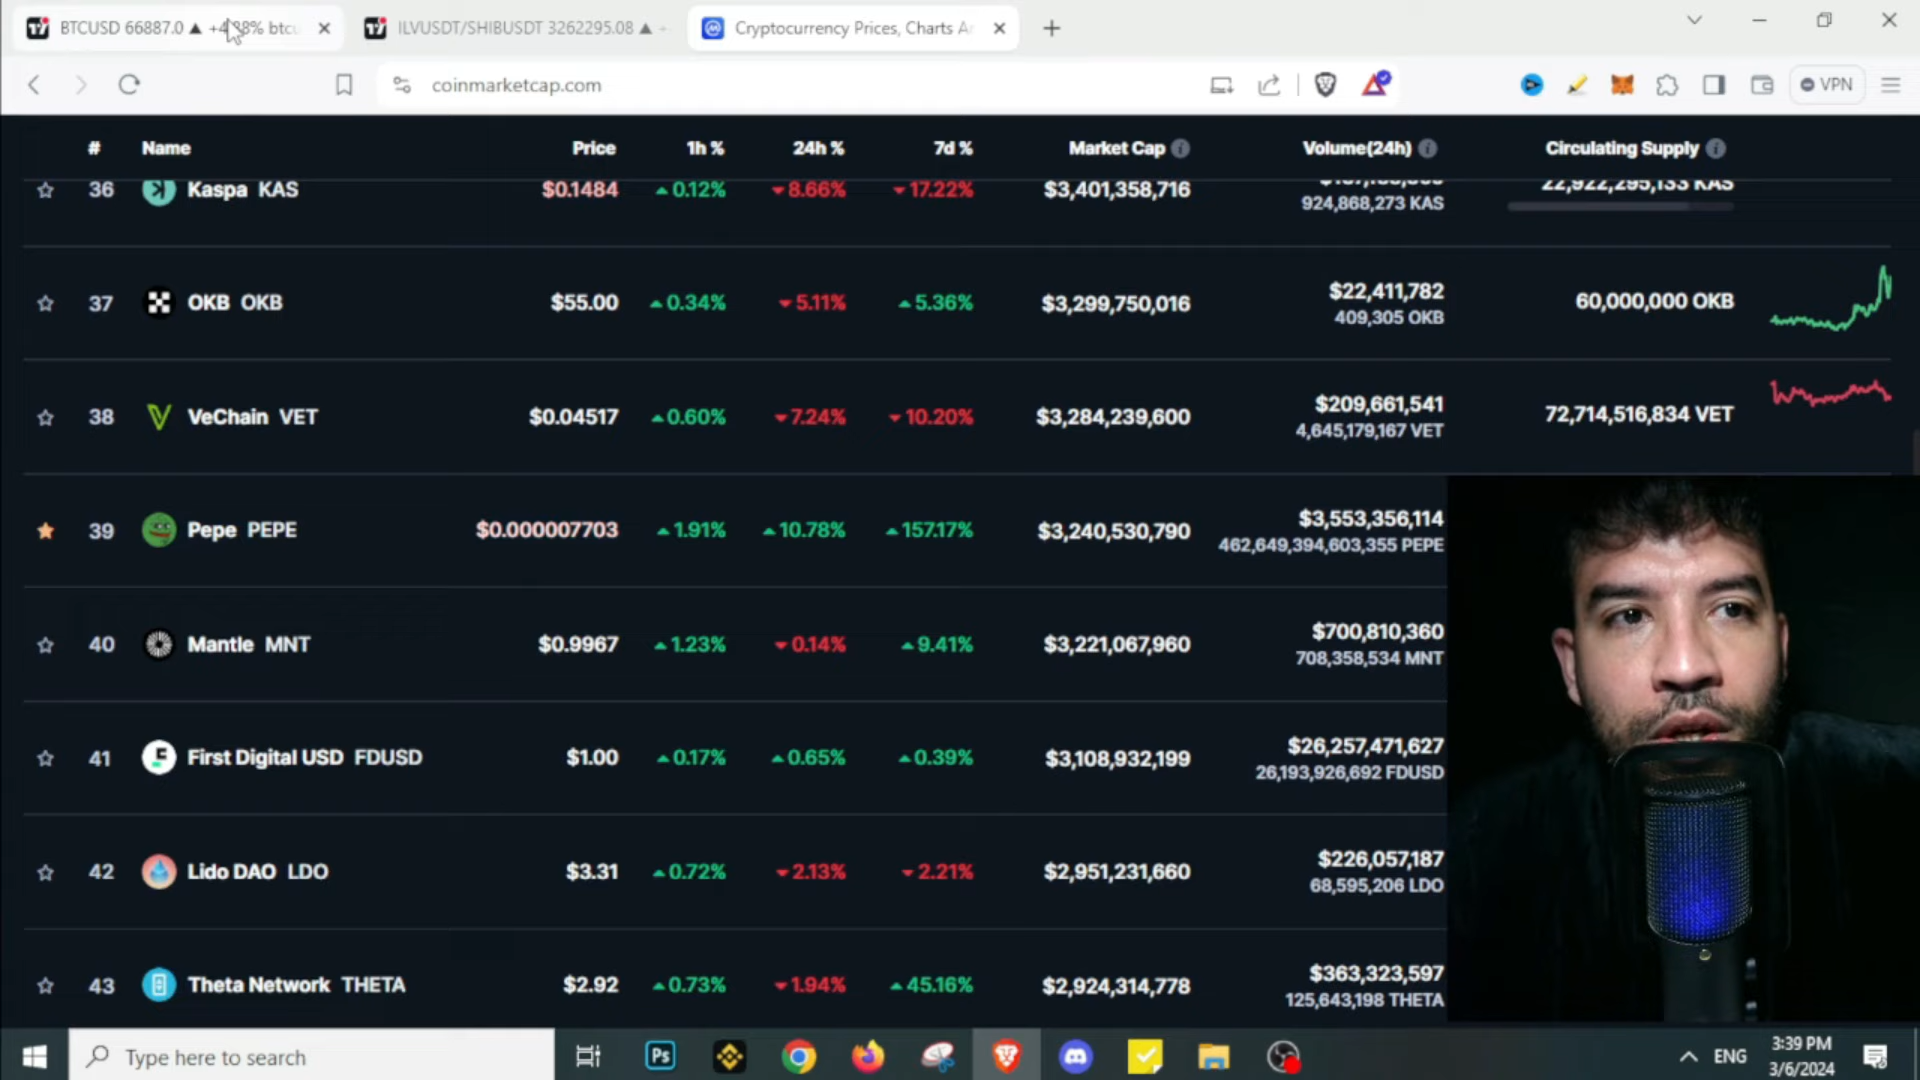 BTCUSD 66887.0 ▲ btc
ILVUSDT/SHIBUSDT 3262295.08 ▲
Cryptocurrency Prices, Charts
coinmarketcap.com
VPN
# Name Price 1h % 24h % 7d % Market Cap Volume(24h) Circulating Supply
36 Kaspa KAS $0.1484 0.12% 8.66% 17.22% $3,401,358,716 22,922,295,133 KAS
924,868,273 KAS
37 OKB OKB $55.00 0.34% 5.11% 5.36% $3,299,750,016 $22,411,782 60,000,000 OKB
409,305 OKB
38 VeChain VET $0.04517 0.60% 7.24% 10.20% $3,284,239,600 $209,661,541 72,714,516,834 VET
4,645,179,167 VET
39 Pepe PEPE $0.000007703 1.91% 10.78% 157.17% $3,240,530,790 $3,553,356,114
462,649,394,603,355 PEPE
40 Mantle MNT $0.9967 1.23% 0.14% 9.41% $3,221,067,960 $700,810,360
708,358,534 MNT
41 First Digital USD FDUSD $1.00 0.17% 0.65% 0.39% $3,108,932,199 $26,257,471,627
26,193,926,692 FDUSD
42 Lido DAO LDO $3.31 0.72% 2.13% 2.21% $2,951,231,660 $226,057,187
68,595,206 LDO
43 Theta Network THETA $2.92 0.73% 1.94% 45.16% $2,924,314,778 $363,323,597
125,643,198 THETA
Type here to search
Ps
ENG
3:39 PM
3/6/2024